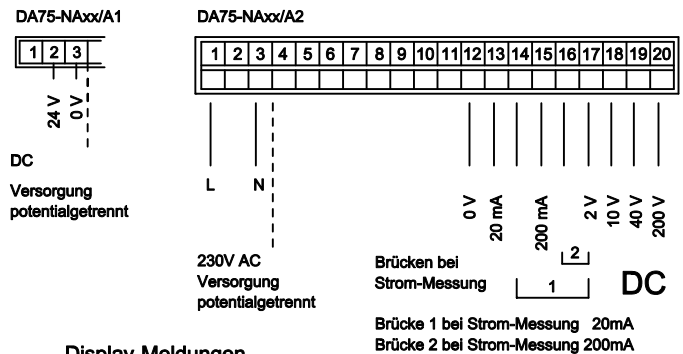 DA75-NAxx/A1
DA75-NAxx/A2
1 2 3
1 2 3 4 5 6 7 8 9 10 11 12 13 14 15 16 17 18 19 20
24 V
0 V
DC
Versorgung
potentialgetrennt
L
N
230V AC
Versorgung
potentialgetrennt
0 V
20 mA
200 mA
2 V
10 V
40 V
200 V
Brücken bei
Strom-Messung
2
1
DC
Brücke 1 bei Strom-Messung 20mA
Brücke 2 bei Strom-Messung 200mA
Display-Meldungen